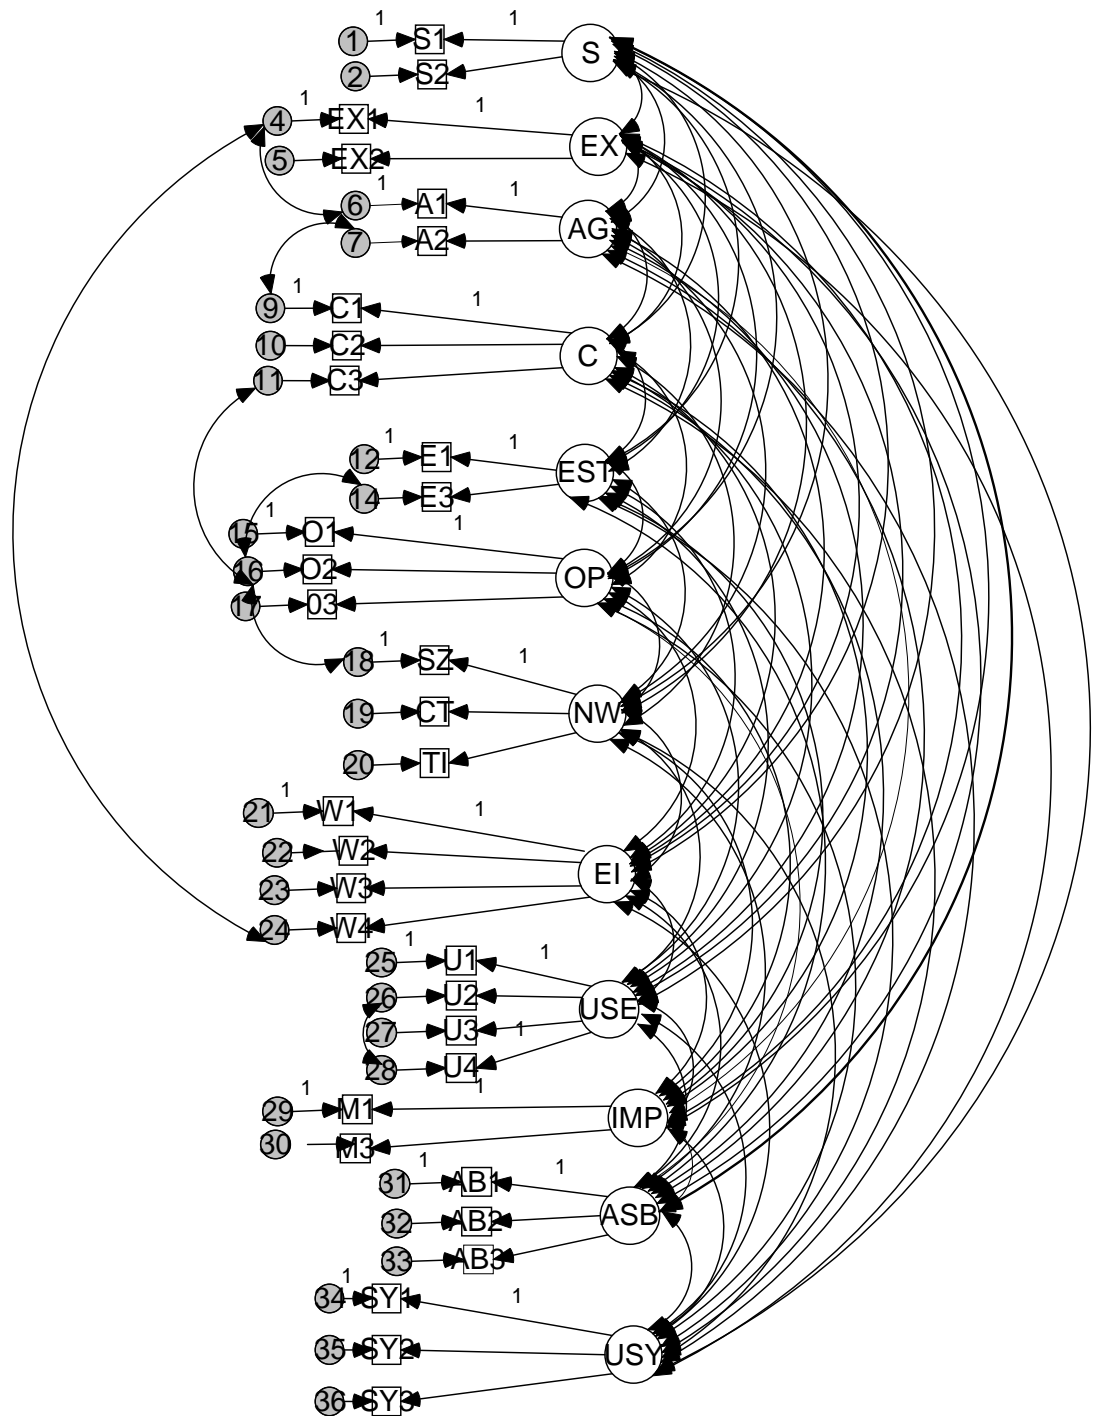 1 1
1 S1 S
2 S2
1 1
4 EX1 EX
5 EX2
1 1
6 A1 AG
7 A2
1 1
9 C1
10 C2 C
11 C3
1 1
12 E1 EST
14 E3
1 1
15 O1
16 O2 OP
17 03
1 1
18 SZ
19 CT NW
20 TI
1 1
21 W1
22 W2 EI
23 W3
24 W4
1 1
25 U1
26 U2 USE
27 U3 1
28 U4
1 1
29 M1 IMP
30 M3
1 1
31 AB1
32 AB2 ASB
33 AB3
1 1
34 SY1
35 SY2 USY
36 SY3